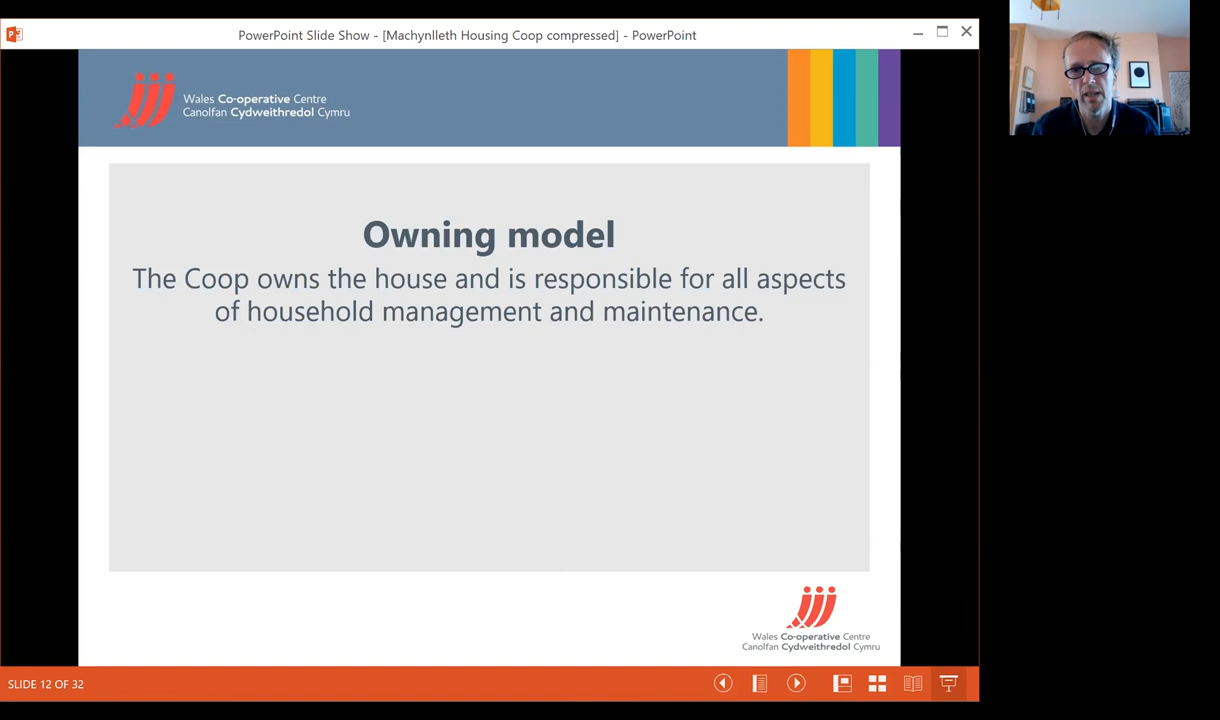 PowerPoint Slide Show - [Machynlleth Housing Coop compressed] - PowerPoint
Wales Co-operative Centre
Canolfan Cydweithredol Cymru
Owning model
The Coop owns the house and is responsible for all aspects
of household management and maintenance.
Wales Co-operative Centre
Canolfan Cydweithredol Cymru
SLIDE 12 OF 32